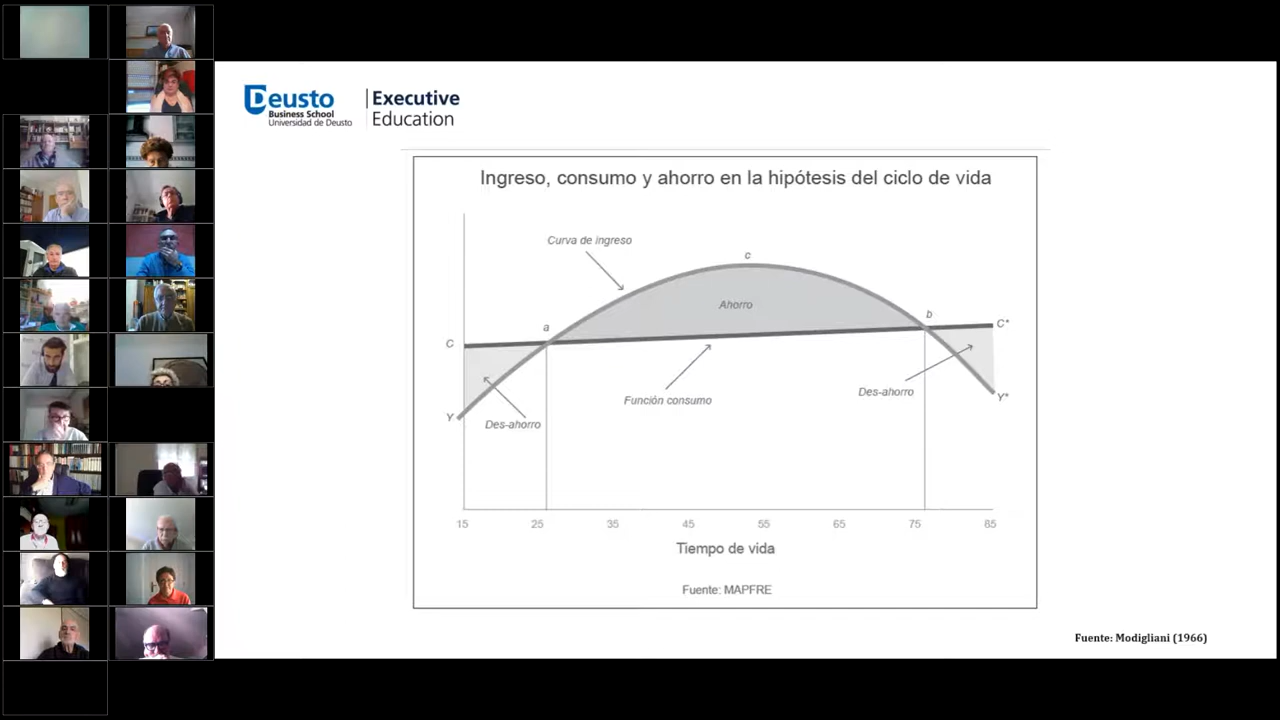 Deusto
Business School
Universidad de Deusto
Executive
Education
Ingreso, consumo y ahorro en la hipótesis del ciclo de vida
Curva de ingreso
c
Ahorro
a
b
C
C*
Función consumo
Des-ahorro
Y
Des-ahorro
Y*
15 25 35 45 55 65 75 85
Tiempo de vida
Fuente: MAPFRE
Fuente: Modigliani (1966)